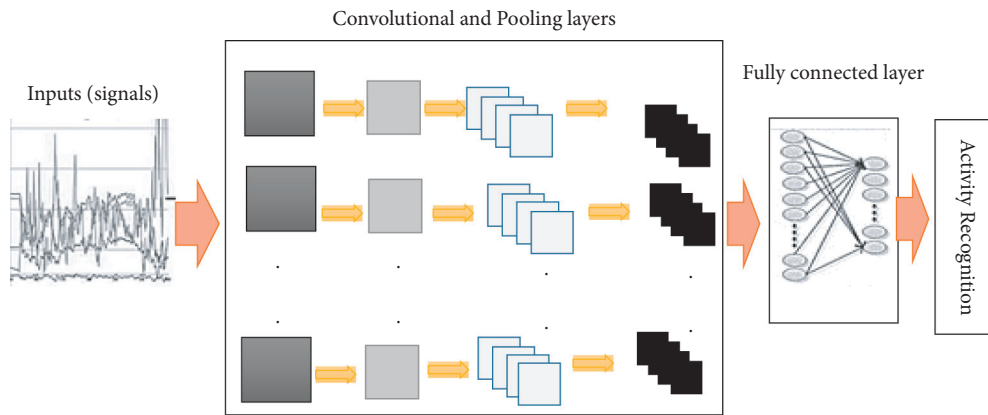 Convolutional and Pooling layers
Inputs (signals)
Fully connected layer
Activity Recognition